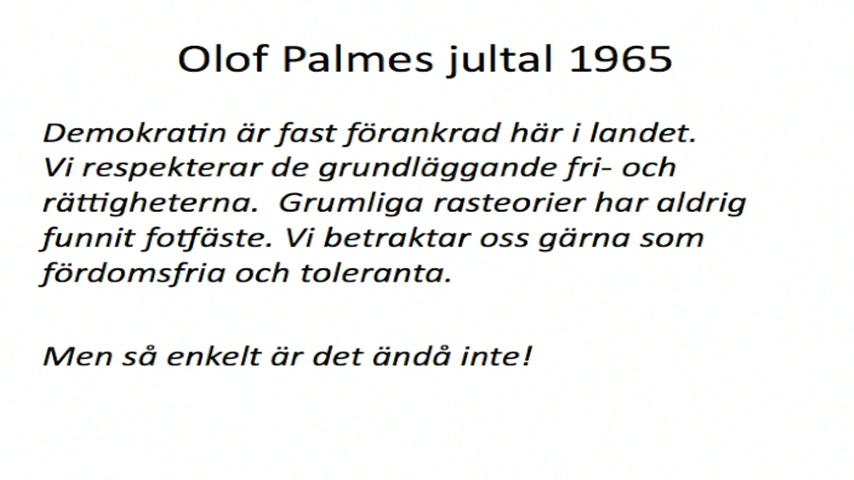 Olof Palmes jultal 1965
Demokratin är fast förankrad här i landet.
Vi respekterar de grundläggande fri- och
rättigheterna.  Grumliga rasteorier har aldrig
funnit fotfäste. Vi betraktar oss gärna som
fördomsfria och toleranta.
Men så enkelt är det ändå inte!